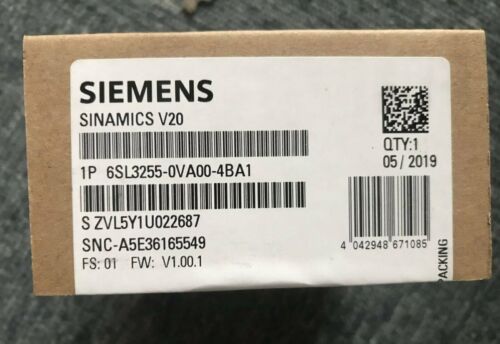 SIEMENS
SINAMICS V20
1P 6SL3255-0VA00-4BA1
S ZVL5Y1U022687
SNC-A5E36165549
FS: 01 FW: V1.00.1
QTY:1
05 / 2019
4 042948 671085
PACKING